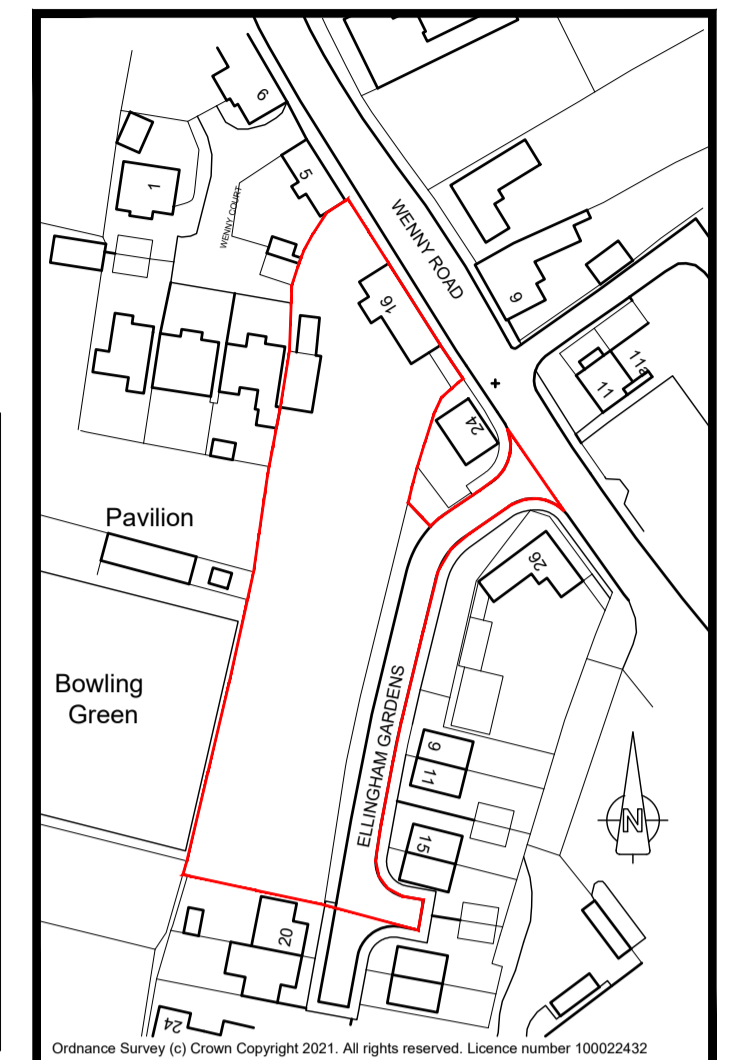 6
5
1
WENNY COURT
WENNY ROAD
16
9
11a
11
24
Pavilion
26
Bowling
Green
ELLINGHAM GARDENS
9
11
15
N
20
24
Ordnance Survey (c) Crown Copyright 2021. All rights reserved. Licence number 100022432